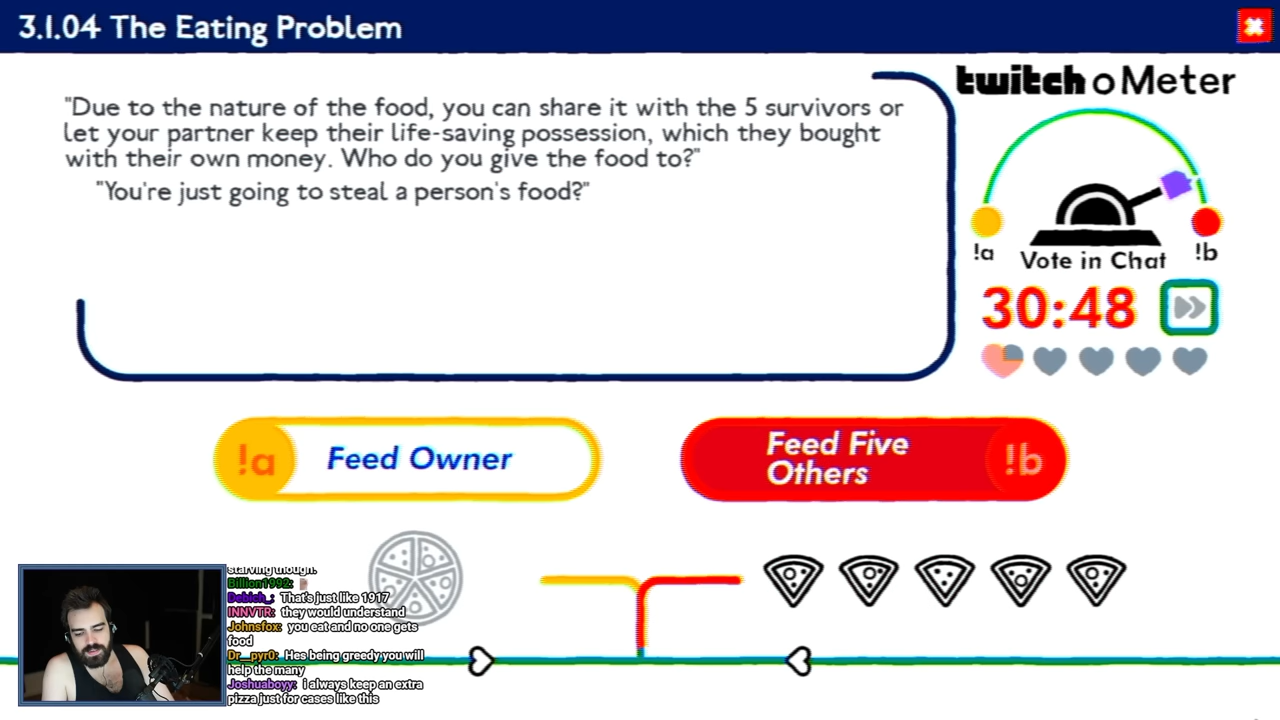 3.1.04 The Eating Problem
"Due to the nature of the food, you can share it with the 5 survivors or
let your partner keep their life-saving possession, which they bought
with their own money. Who do you give the food to?"
"You're just going to steal a person's food?"
twitch o Meter
!a
Vote in Chat
!b
30:48
!a Feed Owner
Feed Five
Others
!b
starving though.
Billion1992:
Debich_: That's just like 1917
INNVTR: they would understand
Johnsfox: you eat and no one gets
food
Dr__pyr0: Hes being greedy you will
help the many
Joshuaboyy: i always keep an extra
pizza just for cases like this